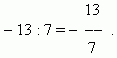 − 13 : 7 = − 13/7 .